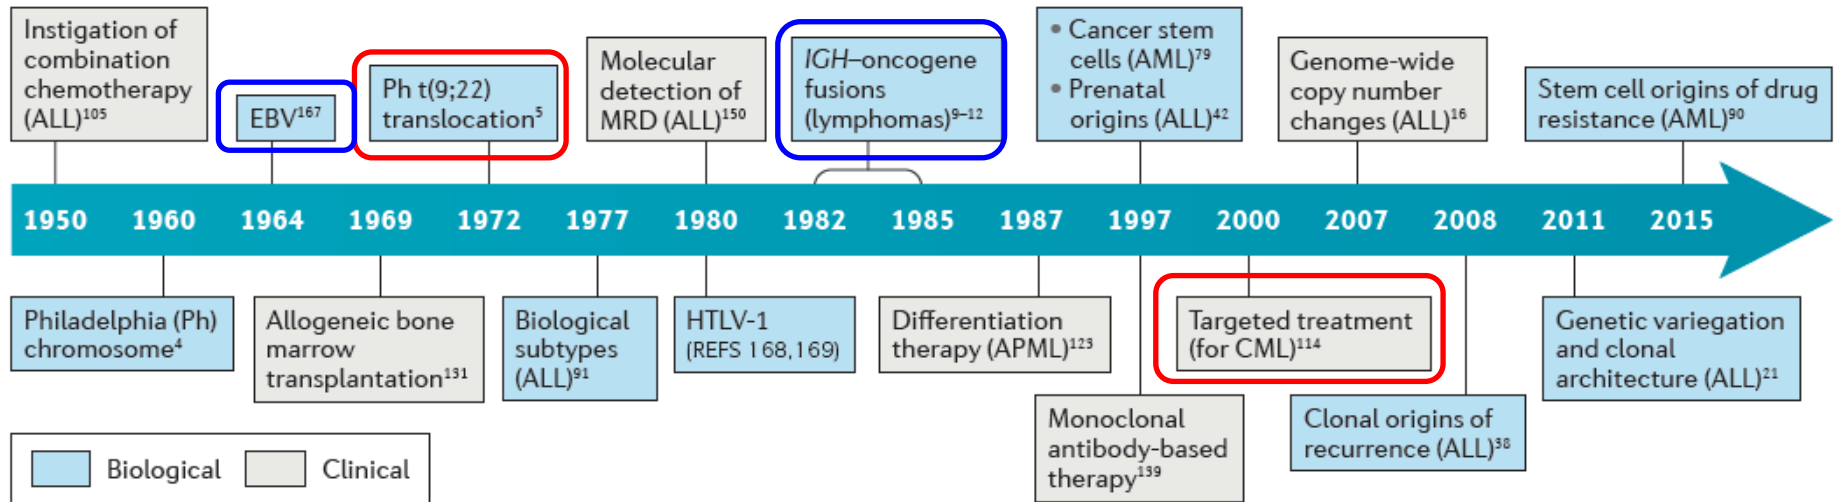 Instigation of
combination
chemotherapy
(ALL)¹⁰⁵
EBV¹⁶⁷
Ph t(9;22)
translocation⁵
Molecular
detection of
MRD (ALL)¹⁵⁰
IGH–oncogene
fusions
(lymphomas)⁹⁻¹²
• Cancer stem
cells (AML)⁷⁹
• Prenatal
origins (ALL)⁴²
Genome-wide
copy number
changes (ALL)¹⁶
Stem cell origins of drug
resistance (AML)⁹⁰
1950 1960 1964 1969 1972 1977 1980 1982 1985 1987 1997 2000 2007 2008 2011 2015
Philadelphia (Ph)
chromosome⁴
Allogeneic bone
marrow
transplantation¹³¹
Biological
subtypes
(ALL)⁹¹
HTLV-1
(REFS 168,169)
Differentiation
therapy (APML)¹²³
Monoclonal
antibody-based
therapy¹³⁹
Targeted treatment
(for CML)¹¹⁴
Clonal origins of
recurrence (ALL)³⁸
Genetic variegation
and clonal
architecture (ALL)²¹
Biological Clinical